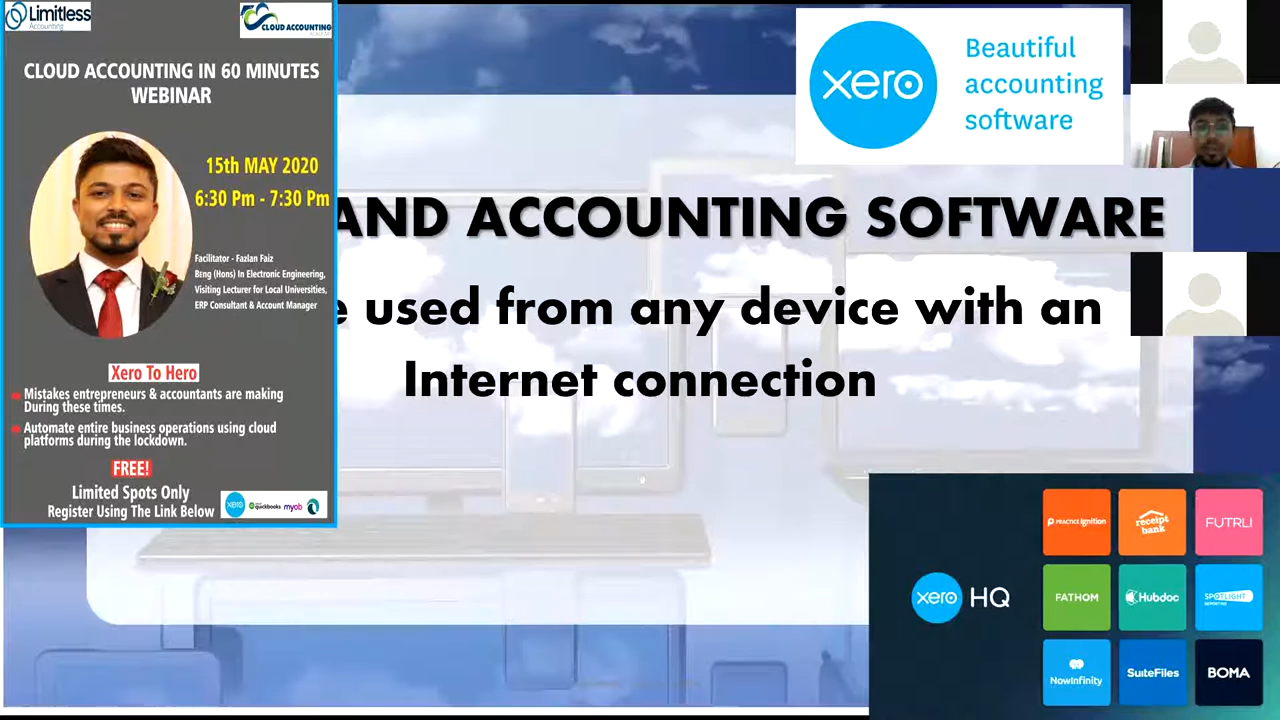 Limitless
Accounting
CLOUD ACCOUNTING
ACADEMY
CLOUD ACCOUNTING IN 60 MINUTES
WEBINAR
15th MAY 2020
6:30 Pm - 7:30 Pm
Facilitator - Fazlan Faiz
Beng (Hons) In Electronic Engineering,
Visiting Lecturer for Local Universities,
ERP Consultant & Account Manager
Xero To Hero
Mistakes entrepreneurs & accountants are making
During these times.
Automate entire business operations using cloud
platforms during the lockdown.
FREE!
Limited Spots Only
Register Using The Link Below
xero
quickbooks
myob
xero
Beautiful
accounting
software
AND ACCOUNTING SOFTWARE
e used from any device with an
Internet connection
xero HQ
PRACTICE ignition
receipt
bank
FUTRLI
FATHOM
Hubdoc
SPOTLIGHT
REPORTING
NowInfinity
SuiteFiles
BOMA